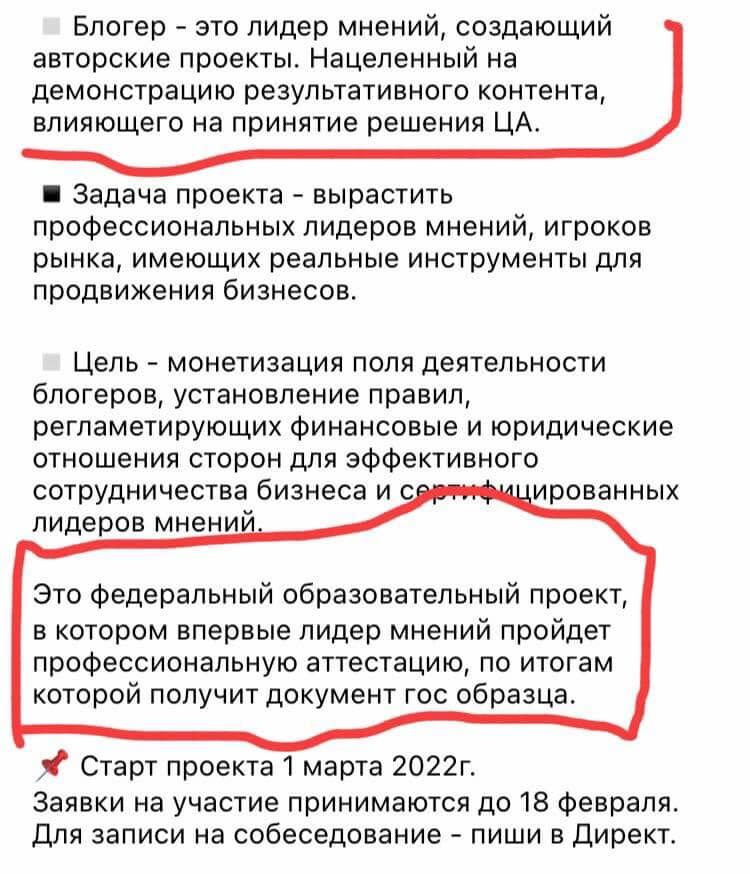 ◻️ Блогер - это лидер мнений, создающий
авторские проекты. Нацеленный на
демонстрацию результативного контента,
влияющего на принятие решения ЦА.
◾ Задача проекта - вырастить
профессиональных лидеров мнений, игроков
рынка, имеющих реальные инструменты для
продвижения бизнесов.
◻️ Цель - монетизация поля деятельности
блогеров, установление правил,
регламетирующих финансовые и юридические
отношения сторон для эффективного
сотрудничества бизнеса и сертифицированных
лидеров мнений.
Это федеральный образовательный проект,
в котором впервые лидер мнений пройдет
профессиональную аттестацию, по итогам
которой получит документ гос образца.
📌 Старт проекта 1 марта 2022г.
Заявки на участие принимаются до 18 февраля.
Для записи на собеседование - пиши в Директ.